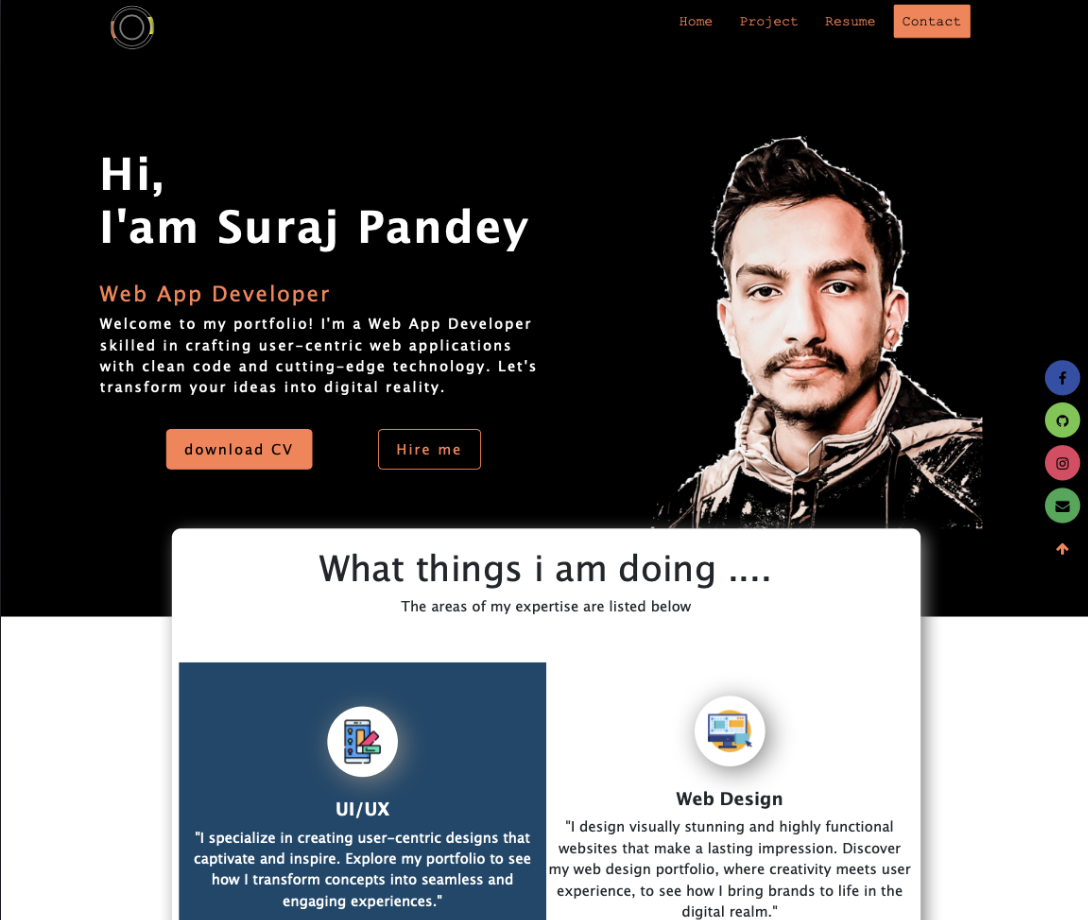 Home Project Resume Contact
Hi,
I'am Suraj Pandey
Web App Developer
Welcome to my portfolio! I'm a Web App Developer
skilled in crafting user-centric web applications
with clean code and cutting-edge technology. Let's
transform your ideas into digital reality.
download CV Hire me
What things i am doing ....
The areas of my expertise are listed below
UI/UX
"I specialize in creating user-centric designs that
captivate and inspire. Explore my portfolio to see
how I transform concepts into seamless and
engaging experiences."
Web Design
"I design visually stunning and highly functional
websites that make a lasting impression. Discover
my web design portfolio, where creativity meets user
experience, to see how I bring brands to life in the
digital realm."